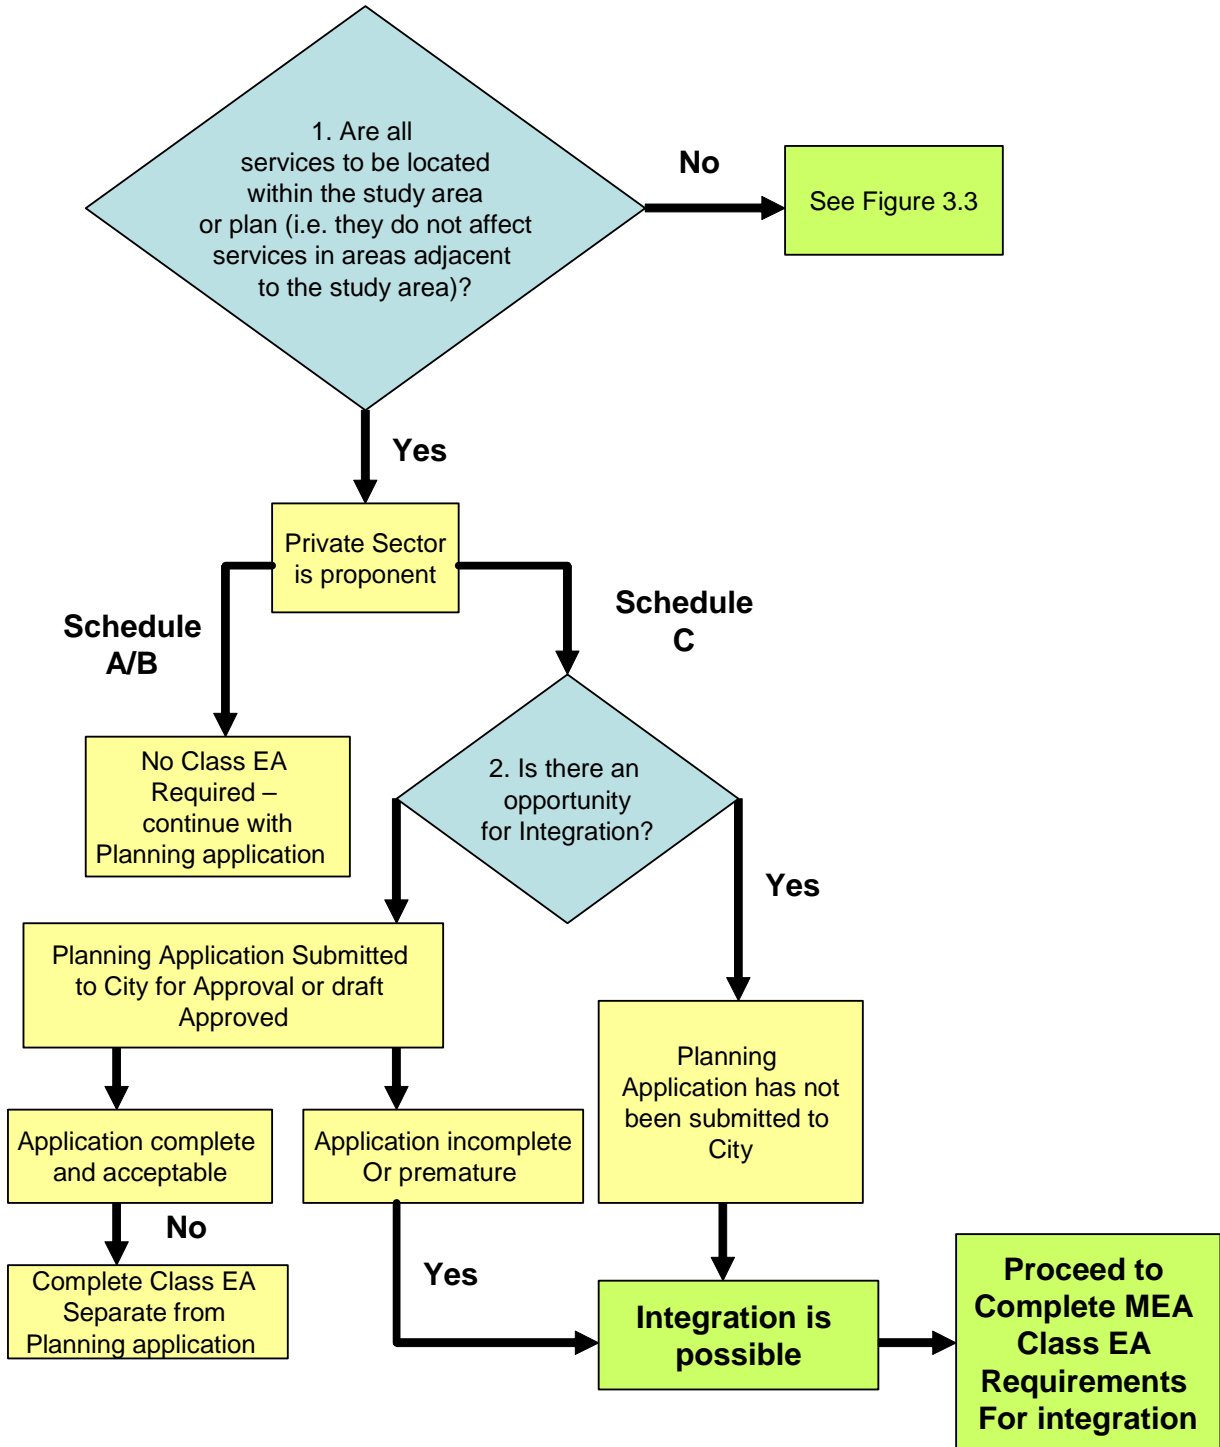 1. Are all
services to be located
within the study area
or plan (i.e. they do not affect
services in areas adjacent
to the study area)?
No
See Figure 3.3
Yes
Private Sector
is proponent
Schedule
A/B
Schedule
C
No Class EA
Required –
continue with
Planning application
2. Is there an
opportunity
for Integration?
Yes
Planning Application Submitted
to City for Approval or draft
Approved
Planning
Application has not
been submitted to
City
Application complete
and acceptable
Application incomplete
Or premature
No
Complete Class EA
Separate from
Planning application
Yes
Integration is
possible
Proceed to
Complete MEA
Class EA
Requirements
For integration